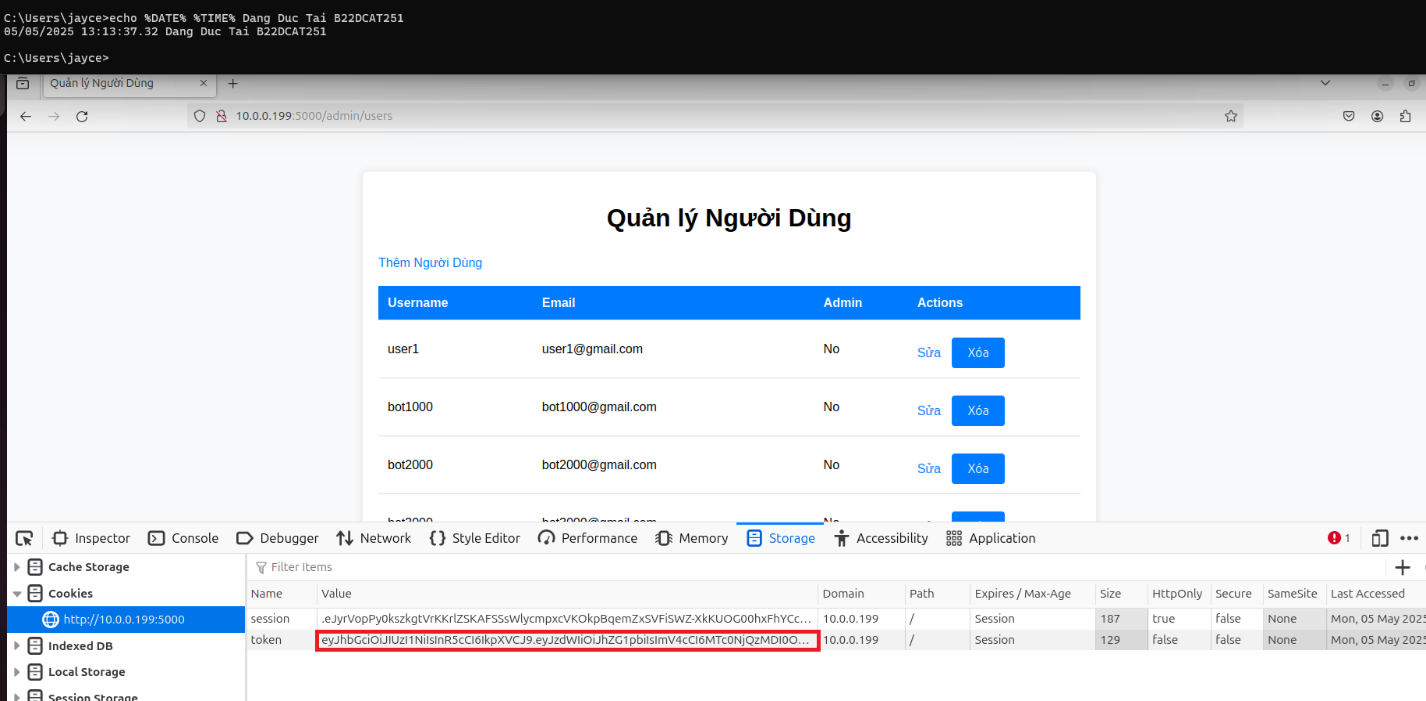 C:\Users\jayce>echo %DATE% %TIME% Dang Duc Tai B22DCAT251
05/05/2025 13:13:37.32 Dang Duc Tai B22DCAT251
C:\Users\jayce>
Quản lý Người Dùng
10.0.0.199:5000/admin/users
Quản lý Người Dùng
Thêm Người Dùng
Username Email Admin Actions
user1 user1@gmail.com No Sửa Xóa
bot1000 bot1000@gmail.com No Sửa Xóa
bot2000 bot2000@gmail.com No Sửa Xóa
bot3000 bot3000@gmail.com No
Inspector Console Debugger Network Style Editor Performance Memory Storage Accessibility Application 1
Cache Storage
Cookies
http://10.0.0.199:5000
Indexed DB
Local Storage
Session Storage
Filter Items
Name Value Domain Path Expires / Max-Age Size HttpOnly Secure SameSite Last Accessed
session 10.0.0.199 / Session 187 true false None Mon, 05 May 2025
token 10.0.0.199 / Session 129 false false None Mon, 05 May 2025